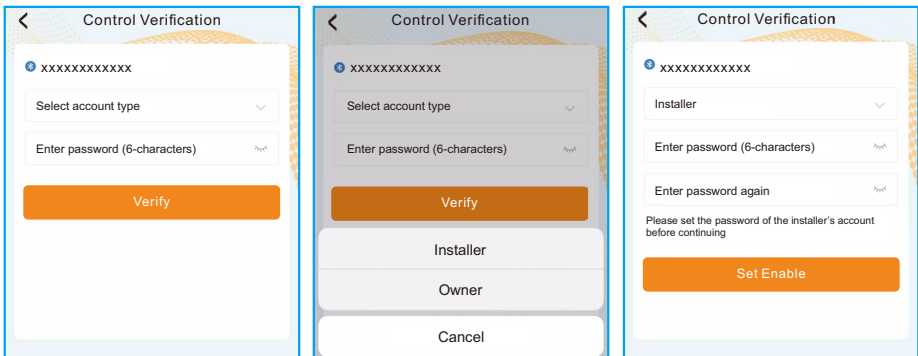 Control Verification
xxxxxxxxxxxx
Select account type
Enter password (6-characters)
Verify
Control Verification
xxxxxxxxxxxx
Select account type
Enter password (6-characters)
Verify
Installer
Owner
Cancel
Control Verification
xxxxxxxxxxxx
Installer
Enter password (6-characters)
Enter password again
Please set the password of the installer's account
before continuing
Set Enable